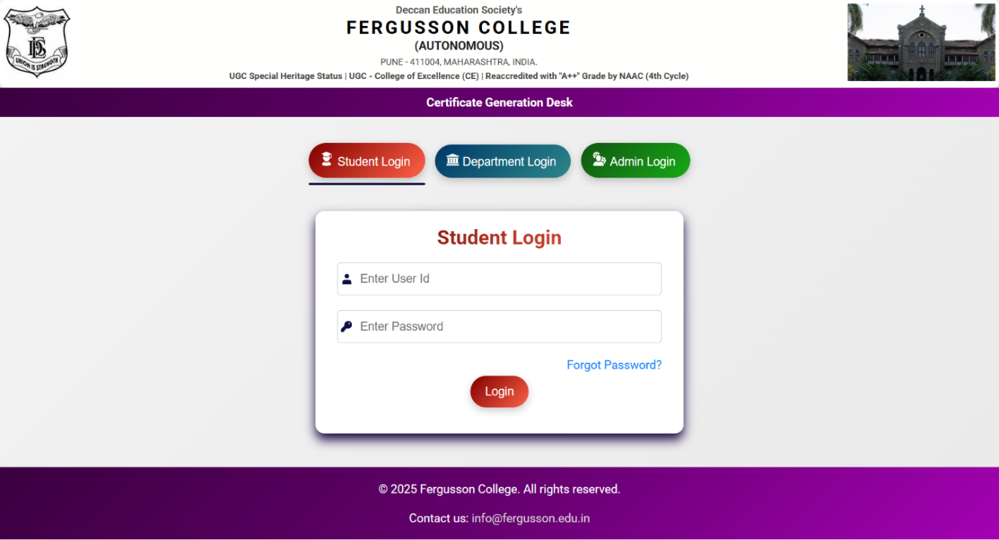 Deccan Education Society's
FERGUSSON COLLEGE
(AUTONOMOUS)
PUNE - 411004, MAHARASHTRA, INDIA.
UGC Special Heritage Status | UGC - College of Excellence (CE) | Reaccredited with "A++" Grade by NAAC (4th Cycle)
DES
UNION IS STRENGTH
Certificate Generation Desk
Student Login
Department Login
Admin Login
Student Login
Enter User Id
Enter Password
Forgot Password?
Login
© 2025 Fergusson College. All rights reserved.
Contact us: info@fergusson.edu.in